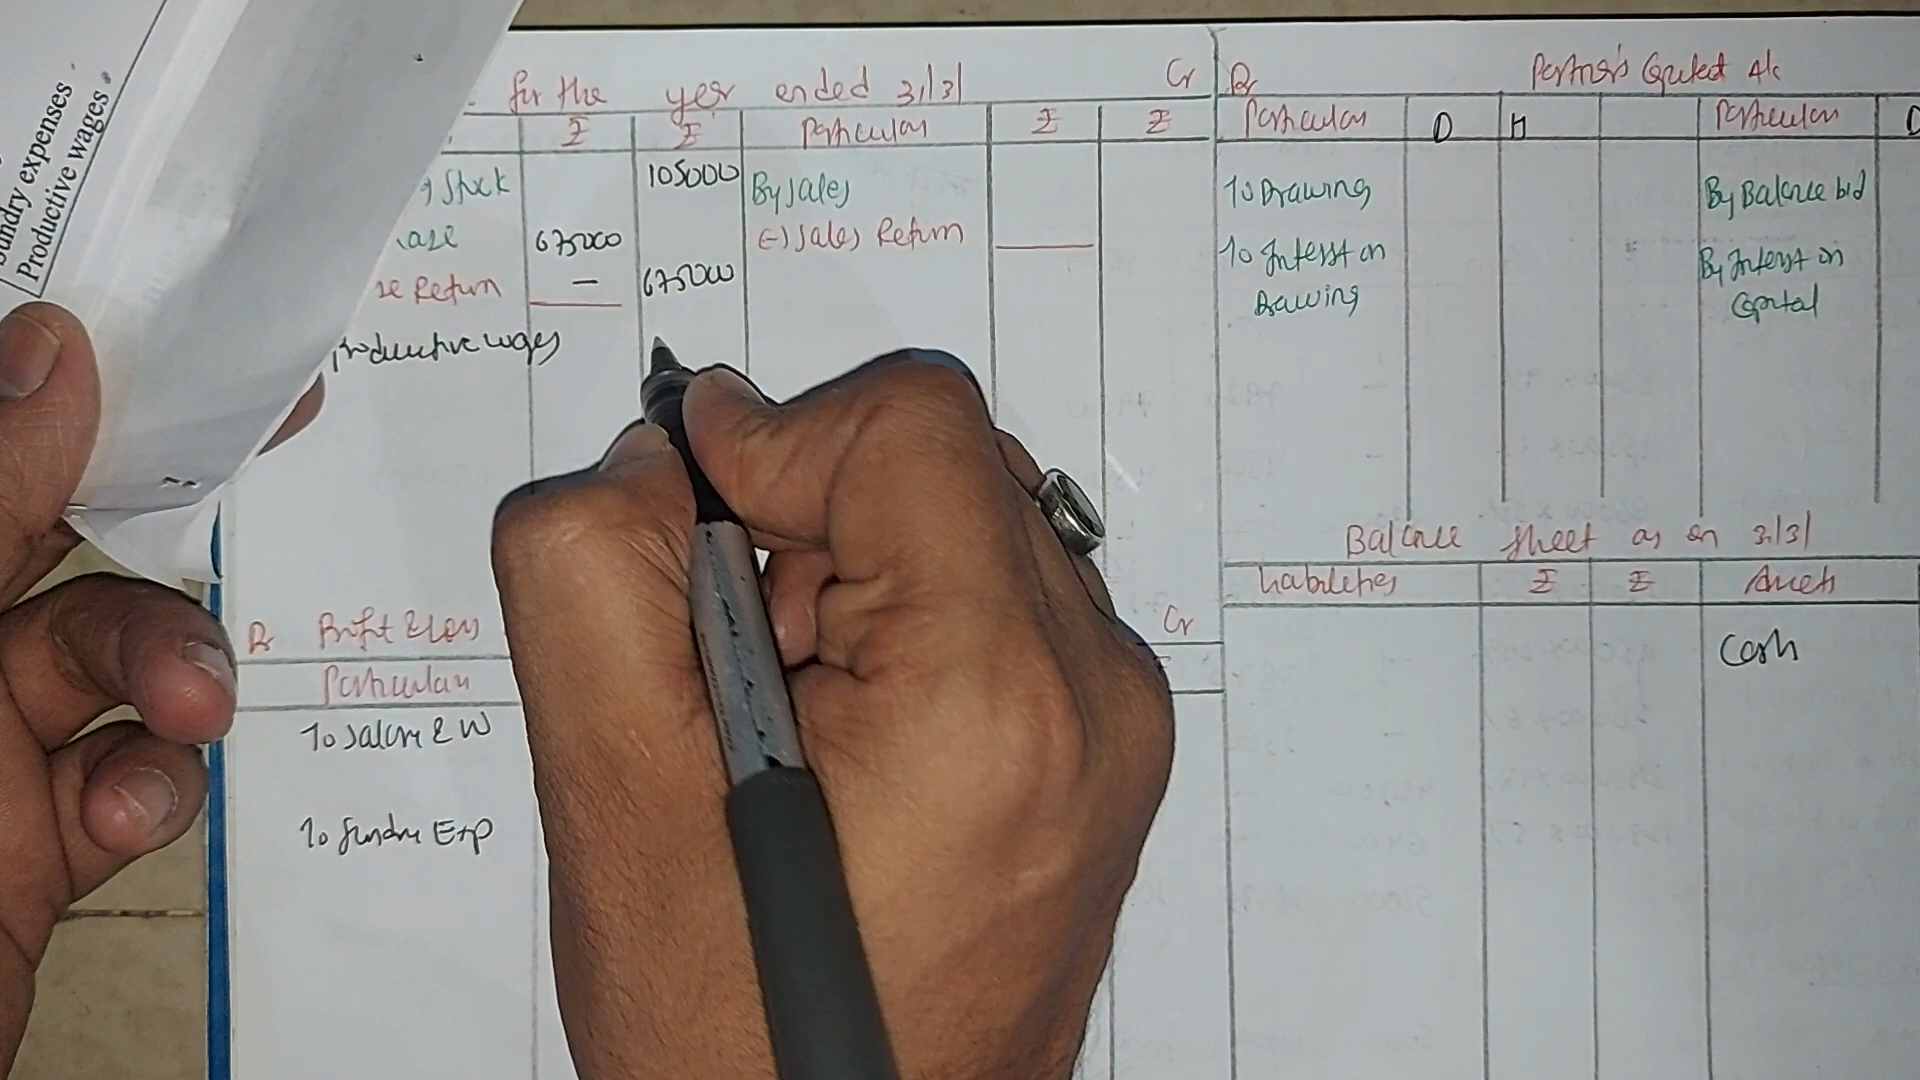 Sundry expenses
Productive wages
for the year ended 31/3/ Cr
₹ ₹ Particulars ₹ ₹
g Stock 105000 By Sales
ase 675000 (-) Sales Return
se Return — 675000
Productive wages
Dr Profit & Loss Cr
Particulars
To Salary & W
To Sundry Exp
Dr Partner's Capital A/c
Particulars D H Particulars D
To Drawing By Balance b/d
To Interest on By Interest on
Drawing Capital
Balance Sheet as on 31/3/
Liabilities ₹ ₹ Assets
Cash